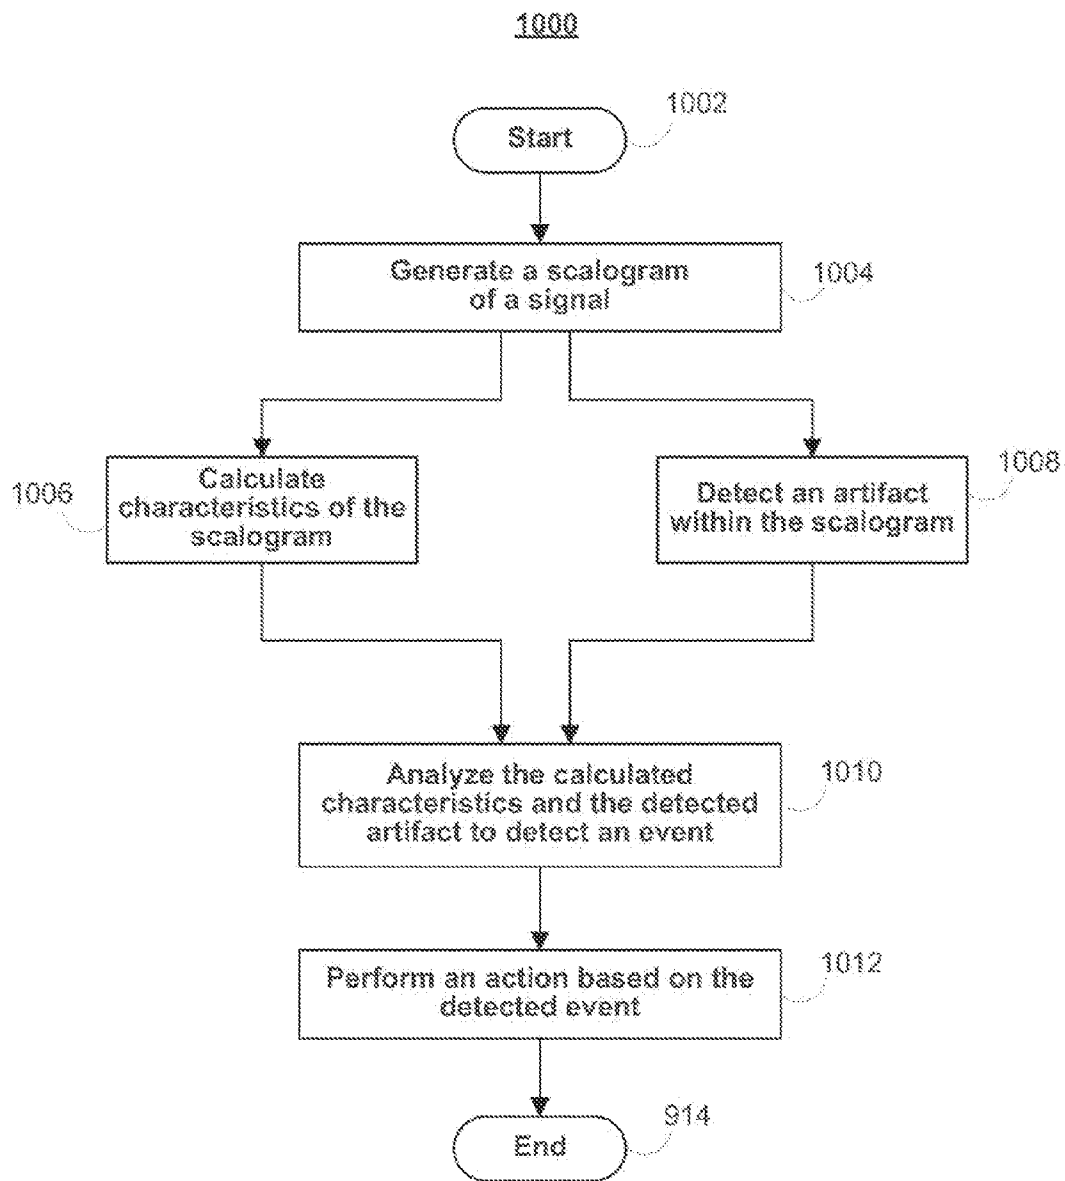 1000
Start
1002
Generate a scalogram
of a signal
1004
1006
Calculate
characteristics of the
scalogram
Detect an artifact
within the scalogram
1008
Analyze the calculated
characteristics and the detected
artifact to detect an event
1010
Perform an action based on the
detected event
1012
End
914